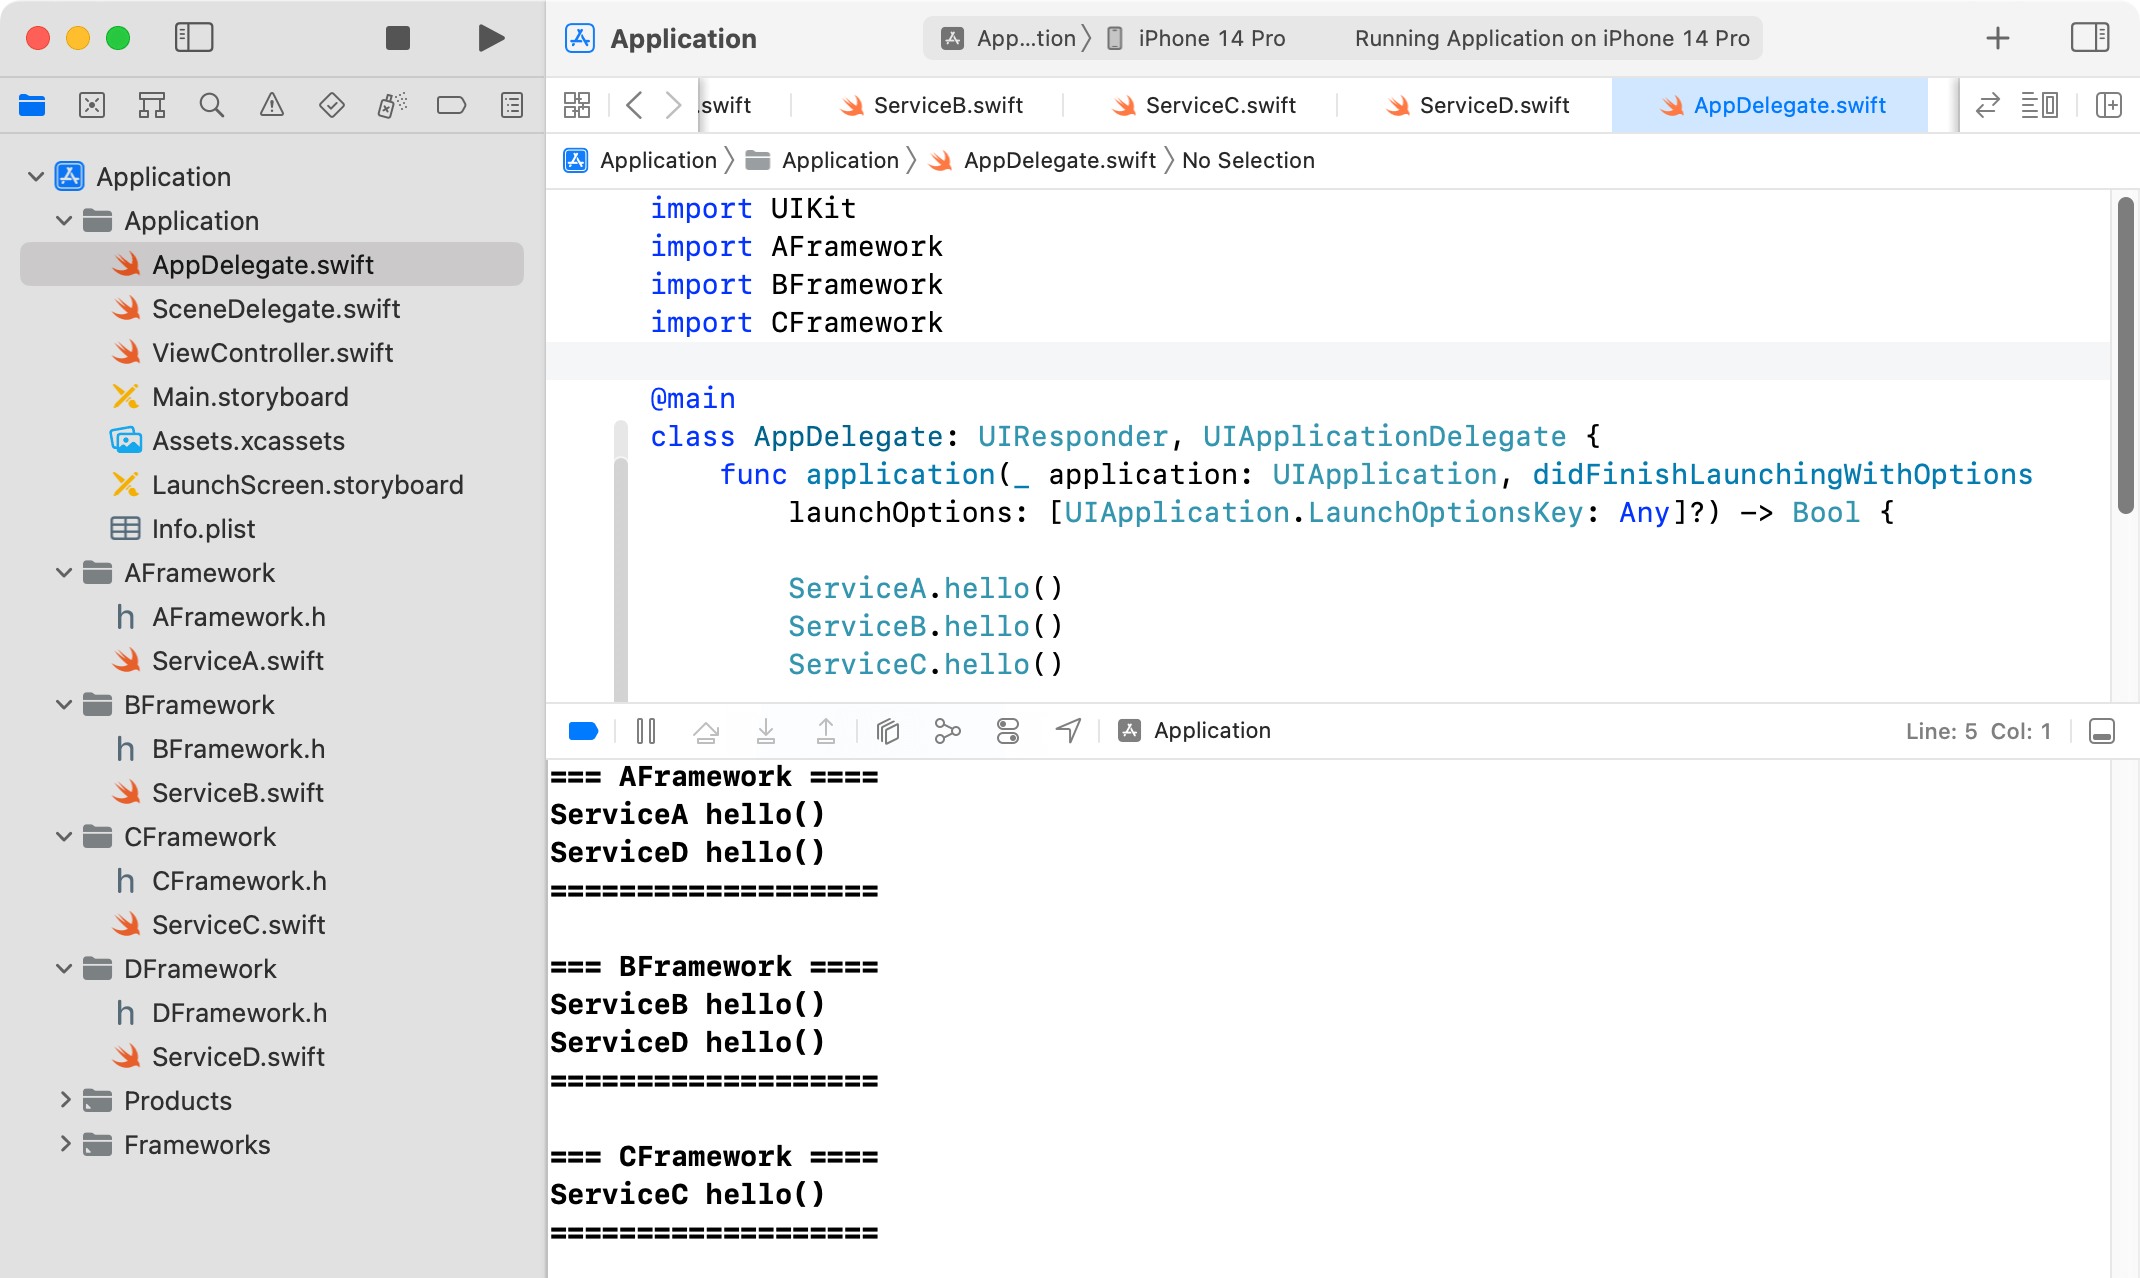 Application
App...tion
iPhone 14 Pro
Running Application on iPhone 14 Pro
.swift
ServiceB.swift
ServiceC.swift
ServiceD.swift
AppDelegate.swift
Application
Application
AppDelegate.swift
No Selection
Application
Application
AppDelegate.swift
SceneDelegate.swift
ViewController.swift
Main.storyboard
Assets.xcassets
LaunchScreen.storyboard
Info.plist
AFramework
h AFramework.h
ServiceA.swift
BFramework
h BFramework.h
ServiceB.swift
CFramework
h CFramework.h
ServiceC.swift
DFramework
h DFramework.h
ServiceD.swift
Products
Frameworks
import UIKit
import AFramework
import BFramework
import CFramework
@main
class AppDelegate: UIResponder, UIApplicationDelegate {
func application(_ application: UIApplication, didFinishLaunchingWithOptions
launchOptions: [UIApplication.LaunchOptionsKey: Any]?) -> Bool {
ServiceA.hello()
ServiceB.hello()
ServiceC.hello()
Application
Line: 5 Col: 1
=== AFramework ====
ServiceA hello()
ServiceD hello()
===================
=== BFramework ====
ServiceB hello()
ServiceD hello()
===================
=== CFramework ====
ServiceC hello()
===================